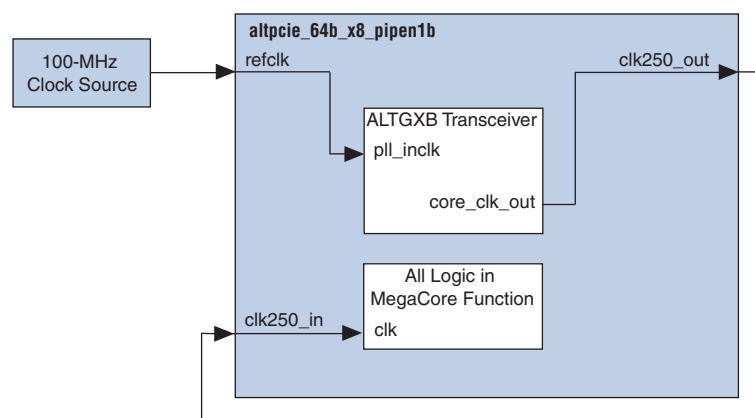 altpcie_64b_x8_pipen1b
100-MHz
Clock Source
refclk
clk250_out
ALTGXB Transceiver
pll_inclk
core_clk_out
All Logic in
MegaCore Function
clk250_in
clk